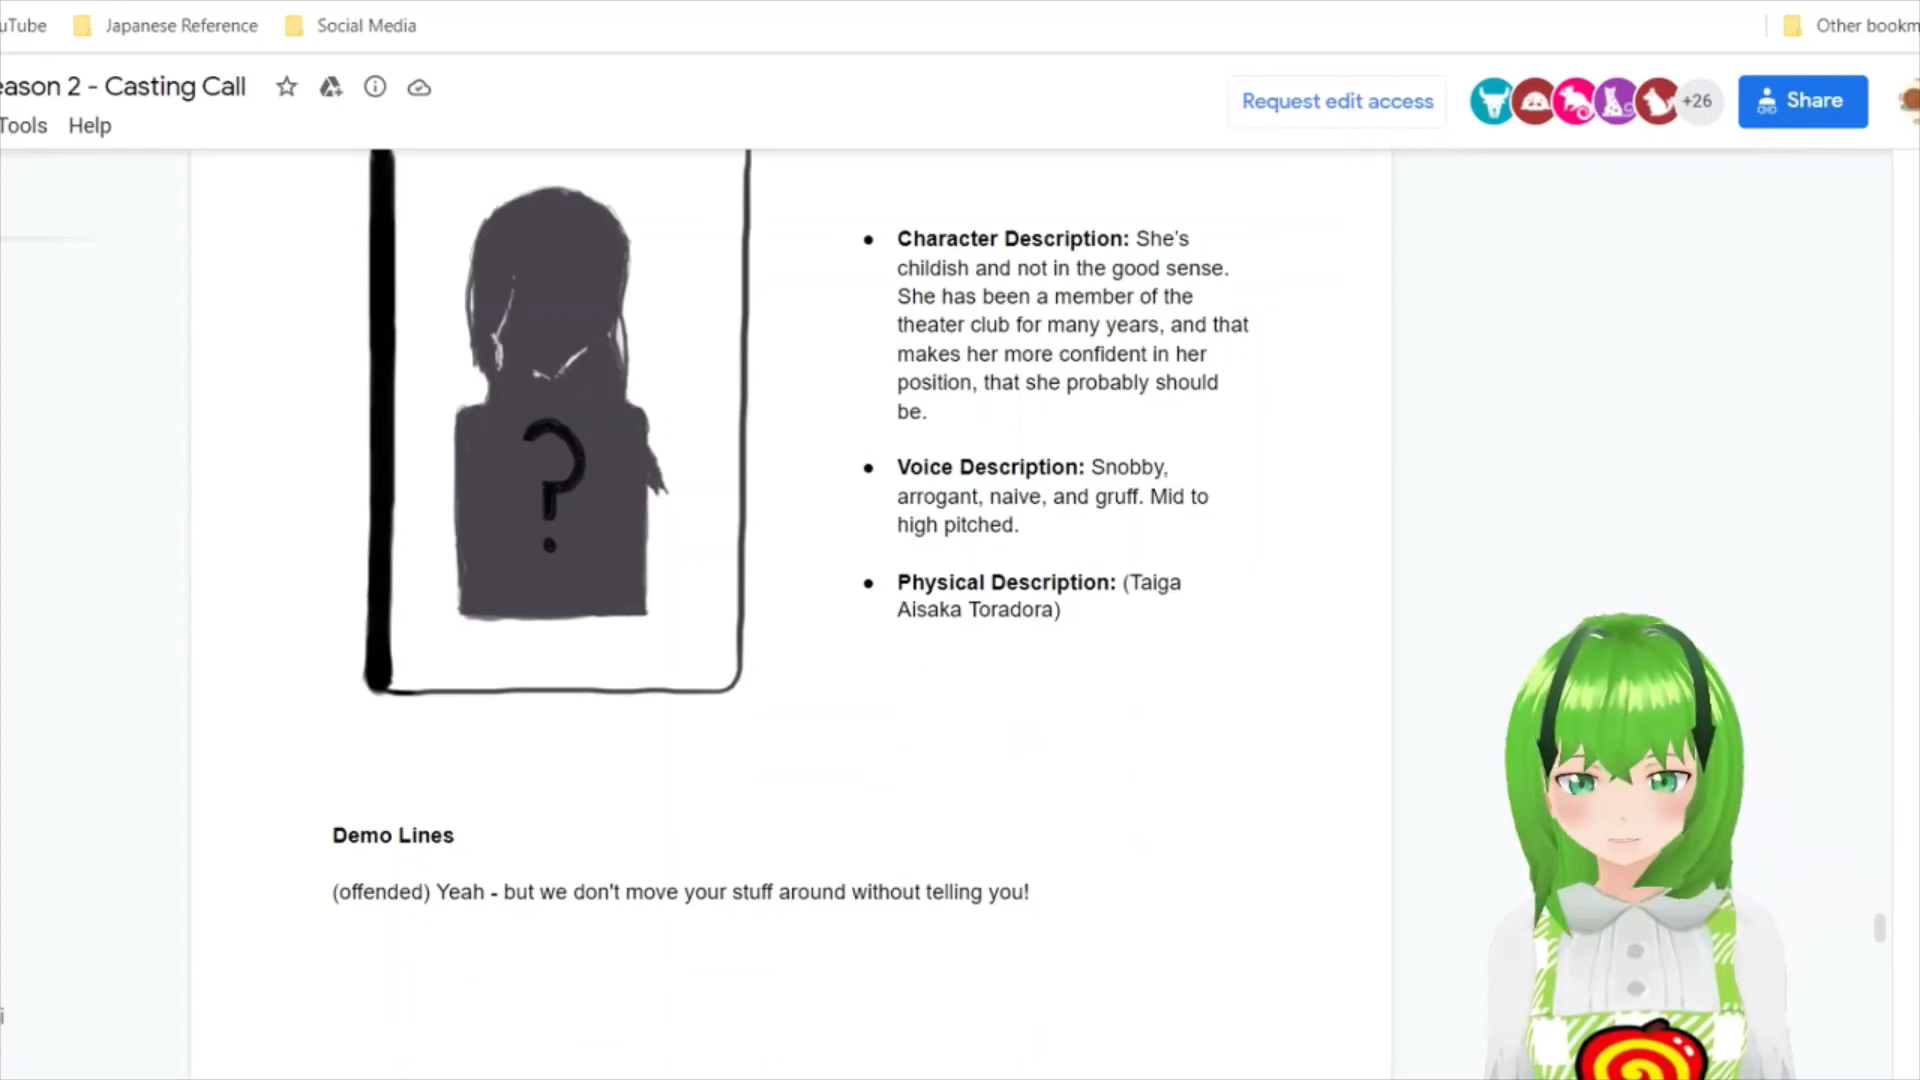 uTube Japanese Reference Social Media Other bookm
eason 2 - Casting Call
Request edit access +26 Share
Tools Help
• Character Description: She's
childish and not in the good sense.
She has been a member of the
theater club for many years, and that
makes her more confident in her
position, that she probably should
be.
• Voice Description: Snobby,
arrogant, naive, and gruff. Mid to
high pitched.
• Physical Description: (Taiga
Aisaka Toradora)
?
Demo Lines
(offended) Yeah - but we don't move your stuff around without telling you!
i